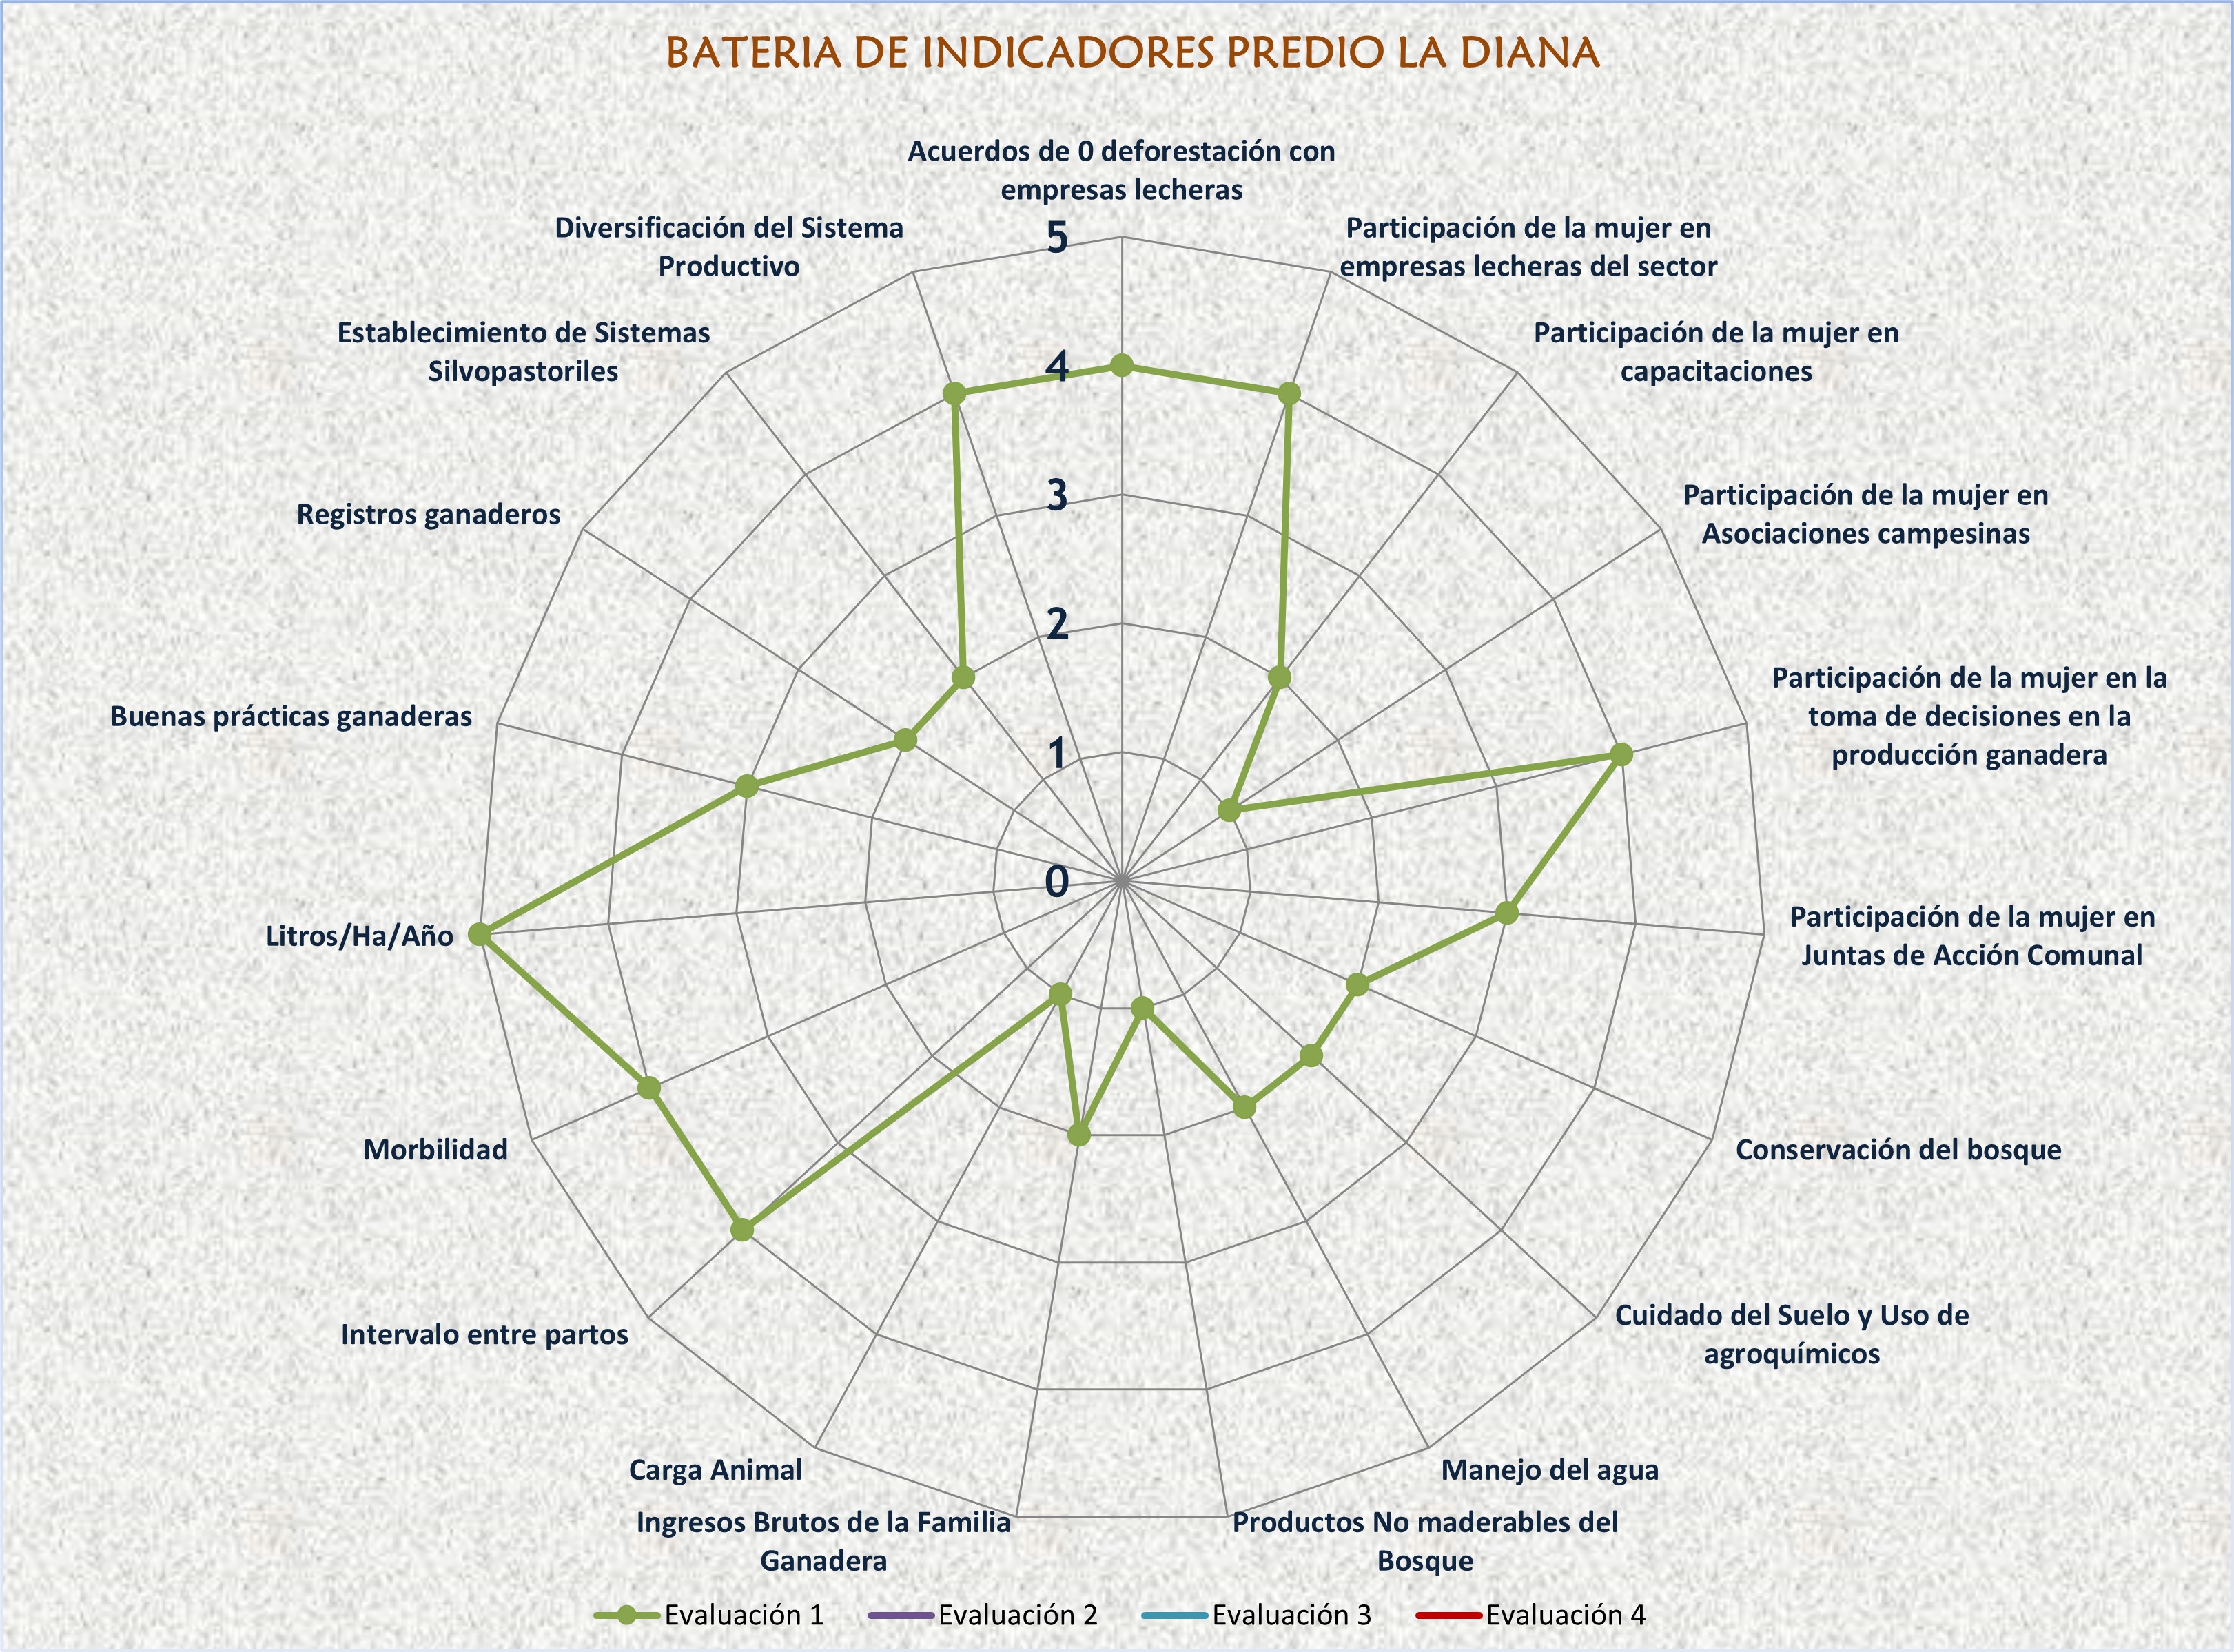 BATERIA DE INDICADORES PREDIO LA DIANA
Acuerdos de 0 deforestación con
empresas lecheras
Participación de la mujer en
empresas lecheras del sector
Participación de la mujer en
capacitaciones
Participación de la mujer en
Asociaciones campesinas
Participación de la mujer en la
toma de decisiones en la
producción ganadera
Participación de la mujer en
Juntas de Acción Comunal
Conservación del bosque
Cuidado del Suelo y Uso de
agroquímicos
Manejo del agua
Productos No maderables del
Bosque
Ingresos Brutos de la Familia
Ganadera
Carga Animal
Intervalo entre partos
Morbilidad
Litros/Ha/Año
Buenas prácticas ganaderas
Registros ganaderos
Establecimiento de Sistemas
Silvopastoriles
Diversificación del Sistema
Productivo
5
4
3
2
1
0
Evaluación 1
Evaluación 2
Evaluación 3
Evaluación 4